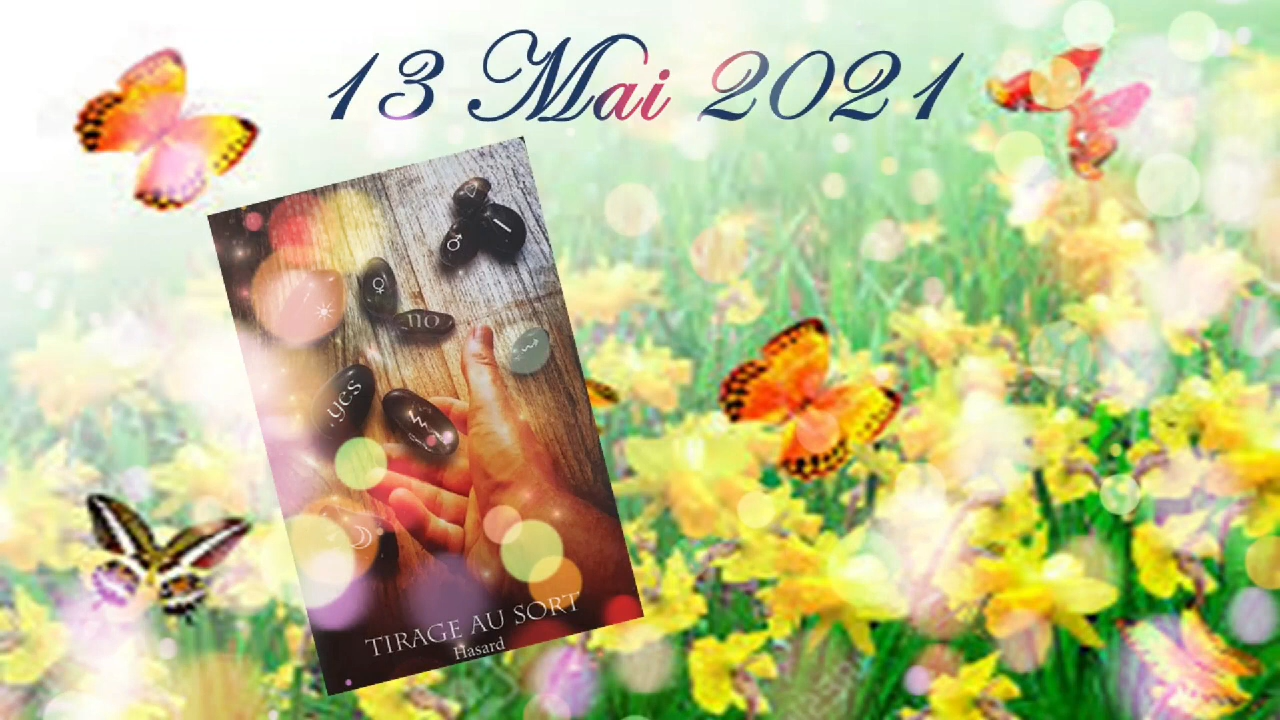 13 Mai 2021
no
yes
TIRAGE AU SORT
Hasard